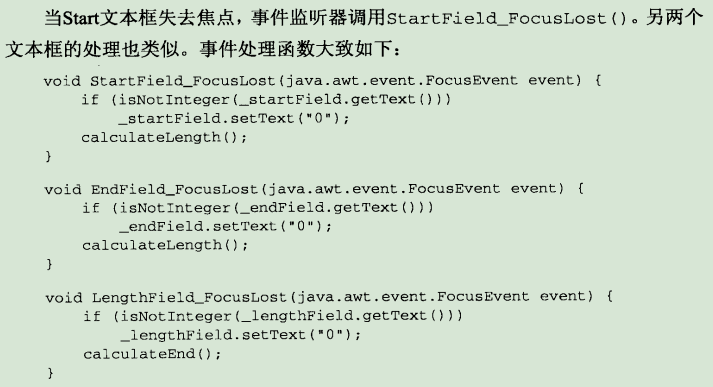 当Start文本框失去焦点，事件监听器调用StartField_FocusLost()。另两个
文本框的处理也类似。事件处理函数大致如下：
void StartField_FocusLost(java.awt.event.FocusEvent event) {
    if (isNotInteger(_startField.getText()))
        _startField.setText("0");
    calculateLength();
}
void EndField_FocusLost(java.awt.event.FocusEvent event) {
    if (isNotInteger(_endField.getText()))
        _endField.setText("0");
    calculateLength();
}
void LengthField_FocusLost(java.awt.event.FocusEvent event) {
    if (isNotInteger(_lengthField.getText()))
        _lengthField.setText("0");
    calculateEnd();
}